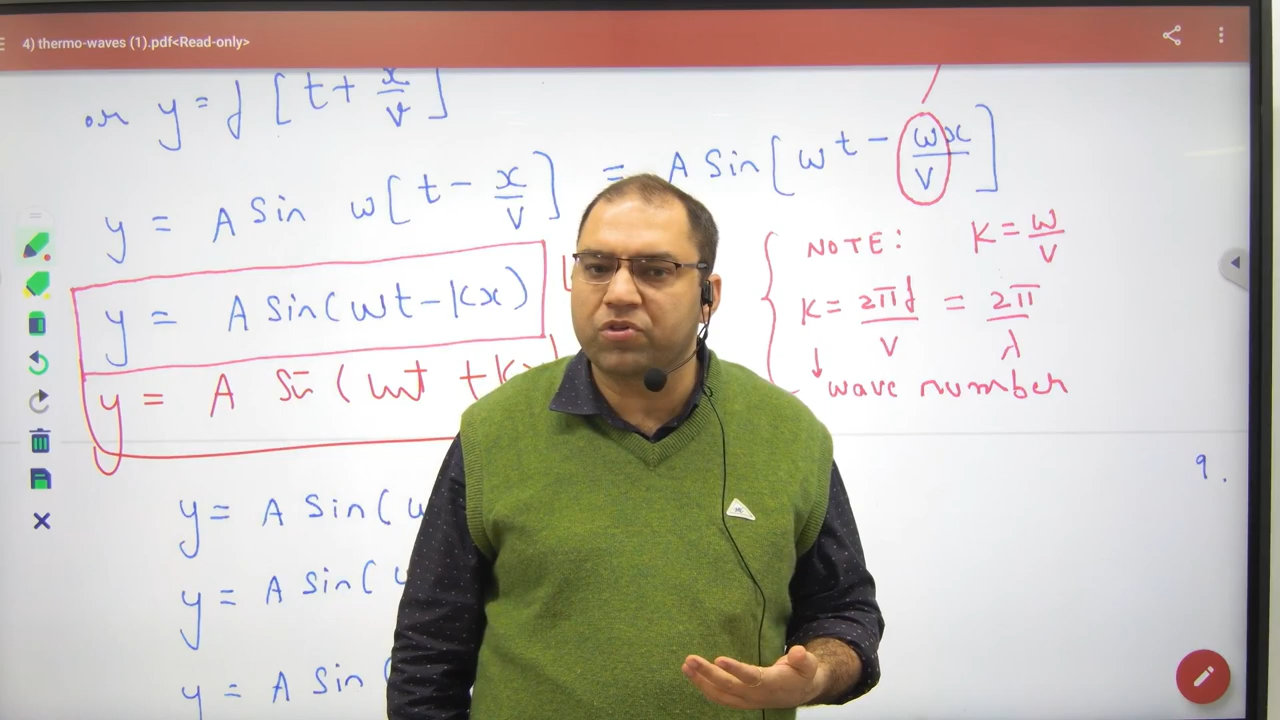 4) thermo-waves (1).pdf<Read-only>
or y = f [t + x/v]
y = A Sin ω[t - x/v] = A Sin[ωt - ωx/v]
y = A Sin(ωt - Kx)
y = A Sin(ωt + K
NOTE: K = ω/v
K = 2πf/v = 2π/λ
↓ wave number
9.
y = A Sin(
y = A Sin(
y = A Sin